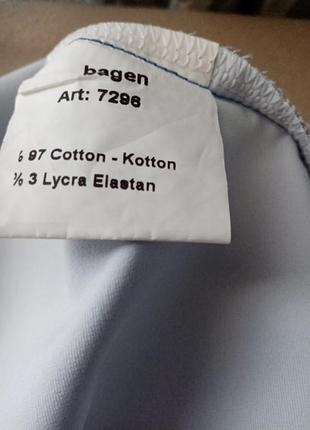 bagen
Art: 7296
% 97 Cotton - Kotton
% 3 Lycra Elastan